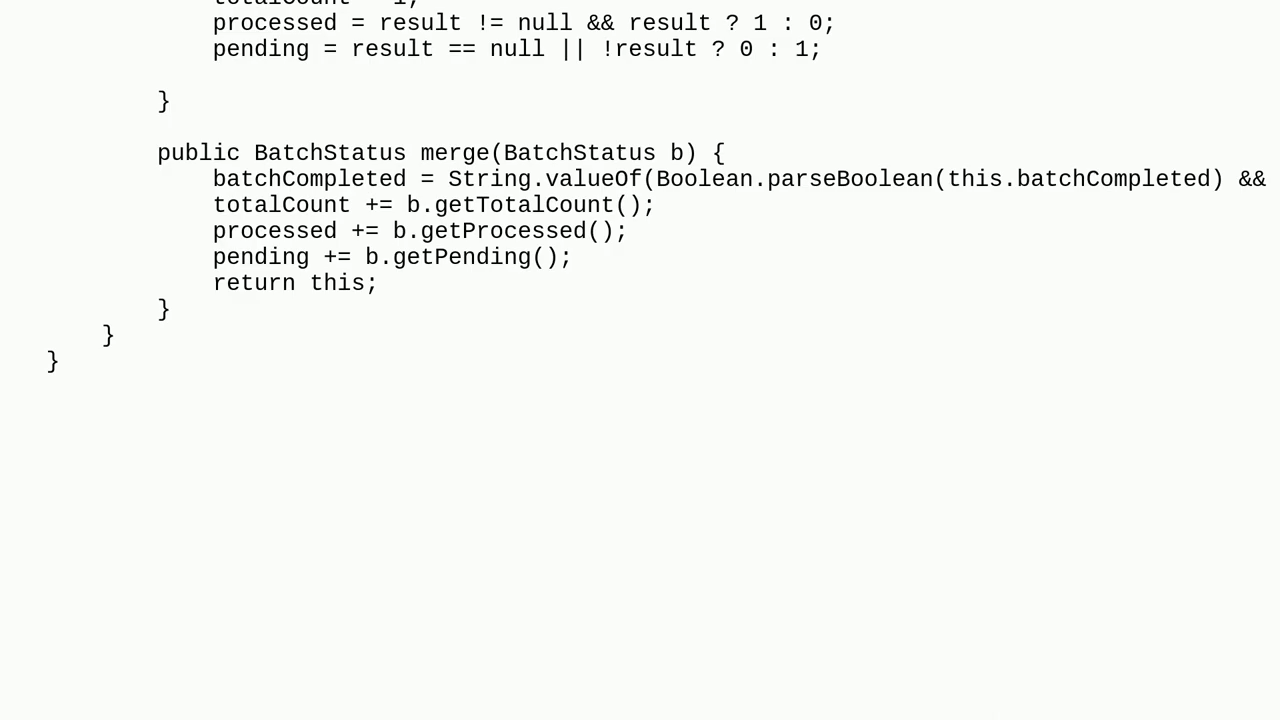 processed = result != null && result ? 1 : 0;
pending = result == null || !result ? 0 : 1;
}
public BatchStatus merge(BatchStatus b) {
batchCompleted = String.valueOf(Boolean.parseBoolean(this.batchCompleted) &&
totalCount += b.getTotalCount();
processed += b.getProcessed();
pending += b.getPending();
return this;
}
}
}